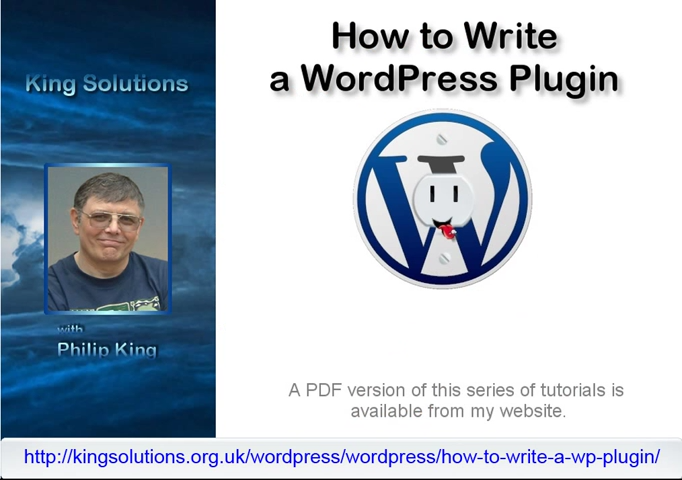 How to Write
a WordPress Plugin
King Solutions
W
with
Philip King
A PDF version of this series of tutorials is
available from my website.
http://kingsolutions.org.uk/wordpress/wordpress/how-to-write-a-wp-plugin/